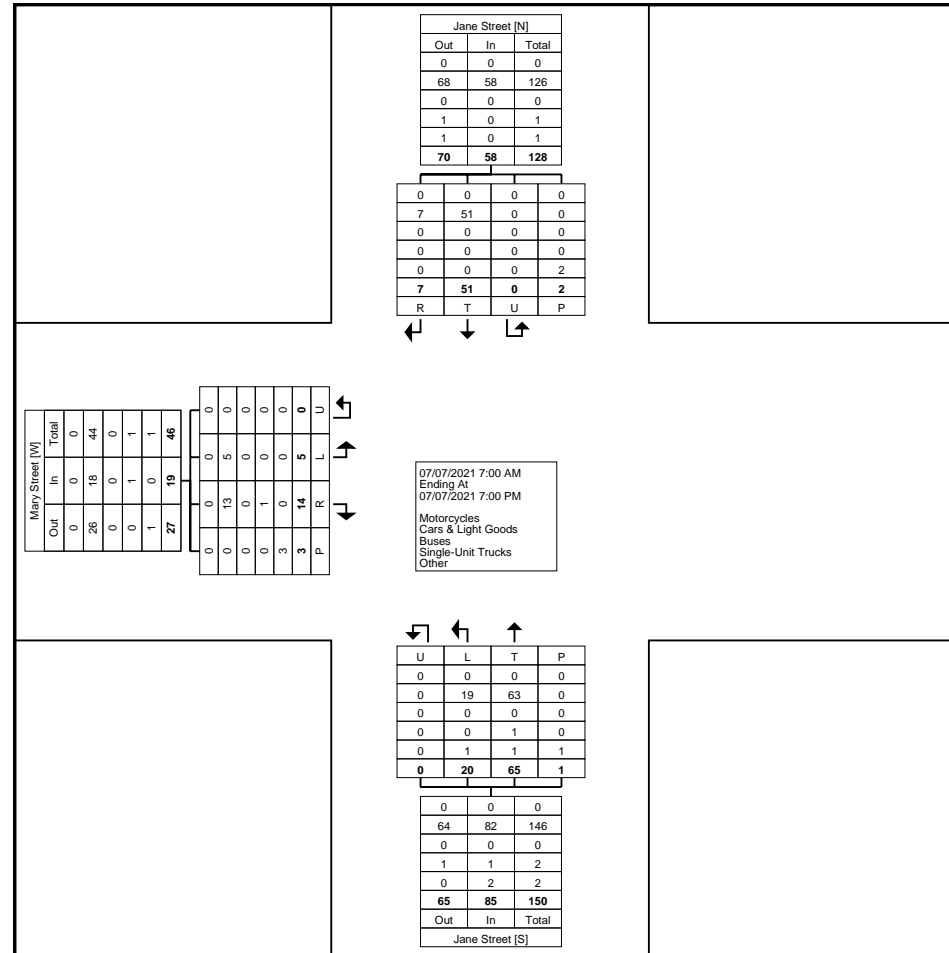 Jane Street [N]
Out In Total
0 0 0
68 58 126
0 0 0
1 0 1
1 0 1
70 58 128
0 0 0 0
7 51 0 0
0 0 0 0
0 0 0 0
0 0 0 2
7 51 0 2
R T U P
Mary Street [W]
Total 0 44 0 1 1 46
In 0 18 0 1 0 19
Out 0 26 0 0 1 27
0 0 0 0 0 0 U
0 5 0 0 0 5 L
0 13 0 1 0 14 R
0 0 0 0 3 3 P
07/07/2021 7:00 AM
Ending At
07/07/2021 7:00 PM
Motorcycles
Cars & Light Goods
Buses
Single-Unit Trucks
Other
U L T P
0 0 0 0
0 19 63 0
0 0 0 0
0 0 1 0
0 1 1 1
0 20 65 1
0 0 0
64 82 146
0 0 0
1 1 2
0 2 2
65 85 150
Out In Total
Jane Street [S]